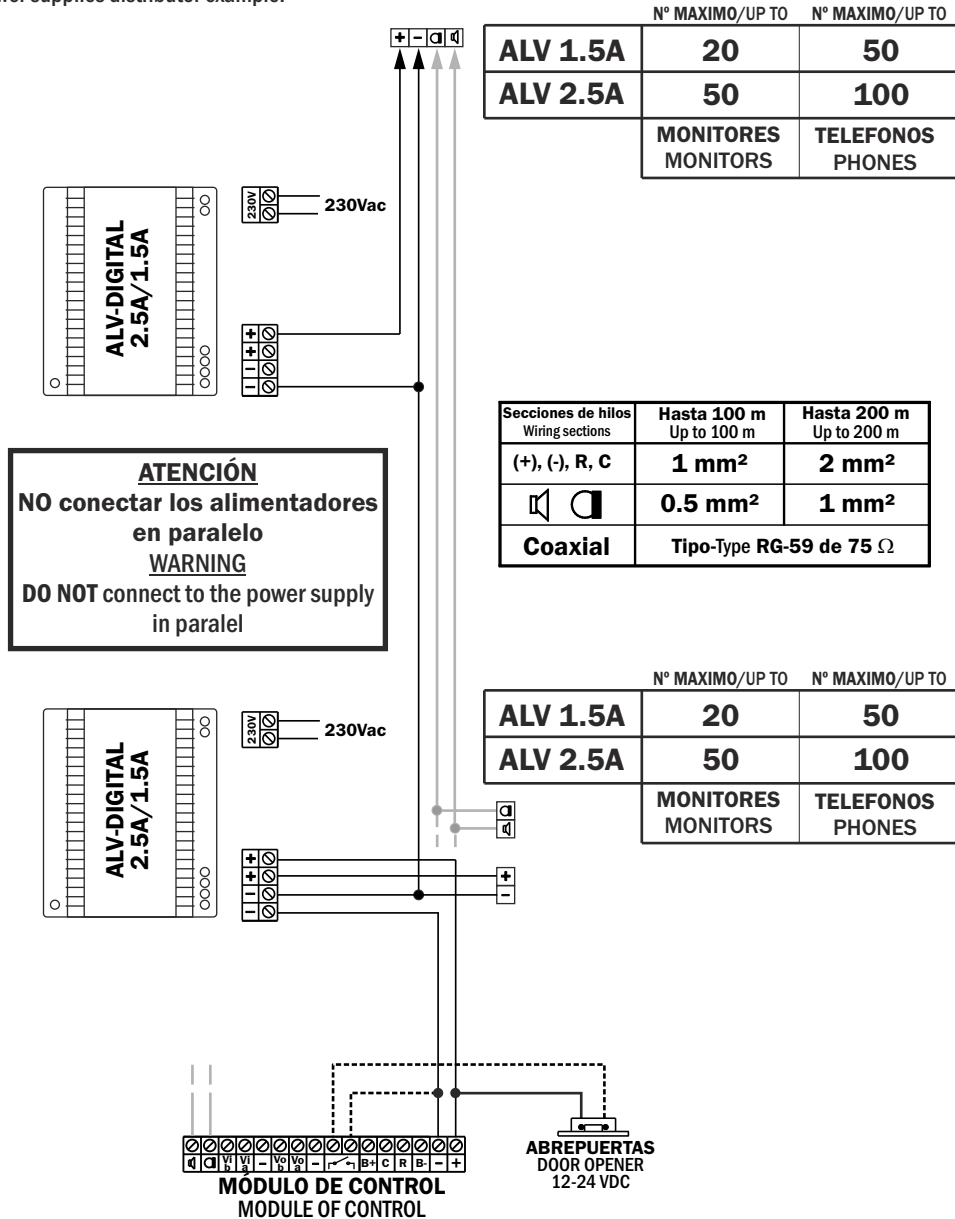 supplies distributor example:
Nº MAXIMO/UP TO Nº MAXIMO/UP TO
+ -
ALV 1.5A 20 50
ALV 2.5A 50 100
MONITORES TELEFONOS
MONITORS PHONES
230V
230Vac
ALV-DIGITAL
2.5A/1.5A
+
+
-
-
Secciones de hilos Hasta 100 m Hasta 200 m
Wiring sections Up to 100 m Up to 200 m
(+), (-), R, C 1 mm² 2 mm²
0.5 mm² 1 mm²
Coaxial Tipo-Type RG-59 de 75 Ω
ATENCIÓN
NO conectar los alimentadores
en paralelo
WARNING
DO NOT connect to the power supply
in paralel
Nº MAXIMO/UP TO Nº MAXIMO/UP TO
ALV 1.5A 20 50
ALV 2.5A 50 100
MONITORES TELEFONOS
MONITORS PHONES
230V
230Vac
ALV-DIGITAL
2.5A/1.5A
+
+
-
-
+
-
Vi b Vi a - Vo b Vo a - B+ C R B- - +
MÓDULO DE CONTROL
MODULE OF CONTROL
ABREPUERTAS
DOOR OPENER
12-24 VDC